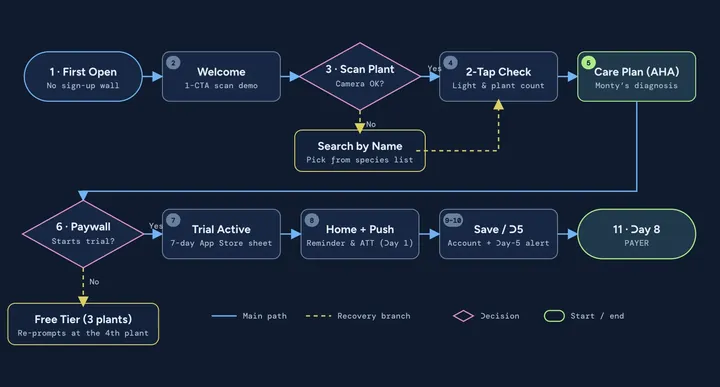 1 · First Open
No sign-up wall
2
Welcome
1-CTA scan demo
3 · Scan Plant
Camera OK?
Yes
4
2-Tap Check
Light & plant count
5
Care Plan (AHA)
Monty's diagnosis
No
Search by Name
Pick from species list
6 · Paywall
Starts trial?
Yes
7
Trial Active
7-day App Store sheet
8
Home + Push
Reminder & ATT (Day 1)
9-10
Save / D5
Account + Day-5 alert
11 · Day 8
PAYER
No
Free Tier (3 plants)
Re-prompts at the 4th plant
Main path
Recovery branch
Decision
Start / end